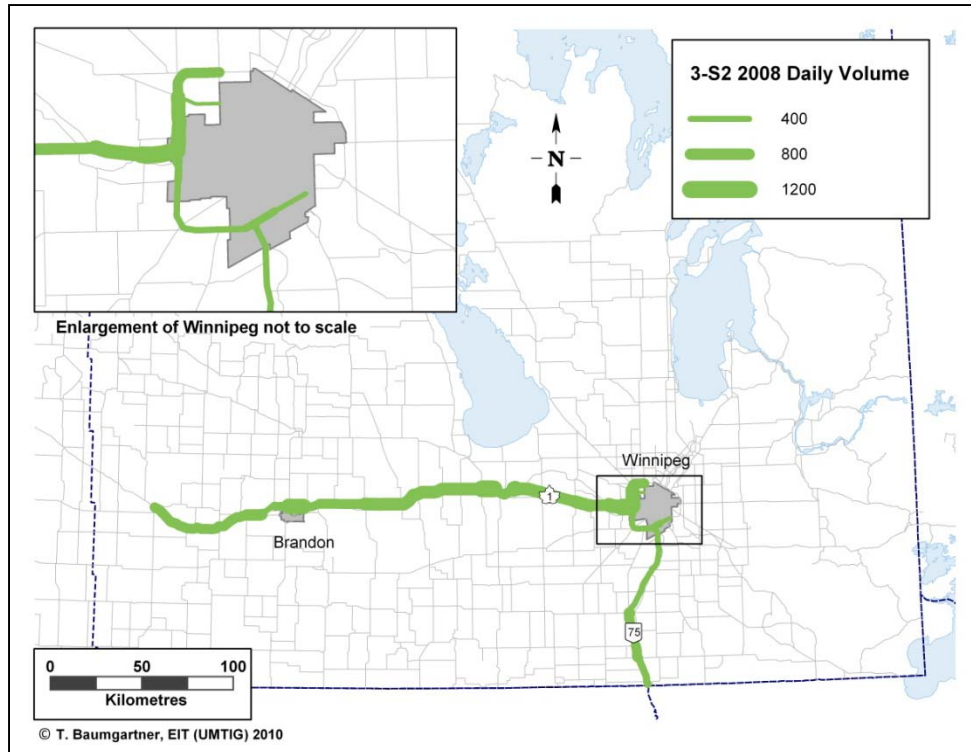 3-S2 2008 Daily Volume
400
800
1200
N
Enlargement of Winnipeg not to scale
Winnipeg
1
Brandon
75
0 50 100
Kilometres
© T. Baumgartner, EIT (UMTIG) 2010